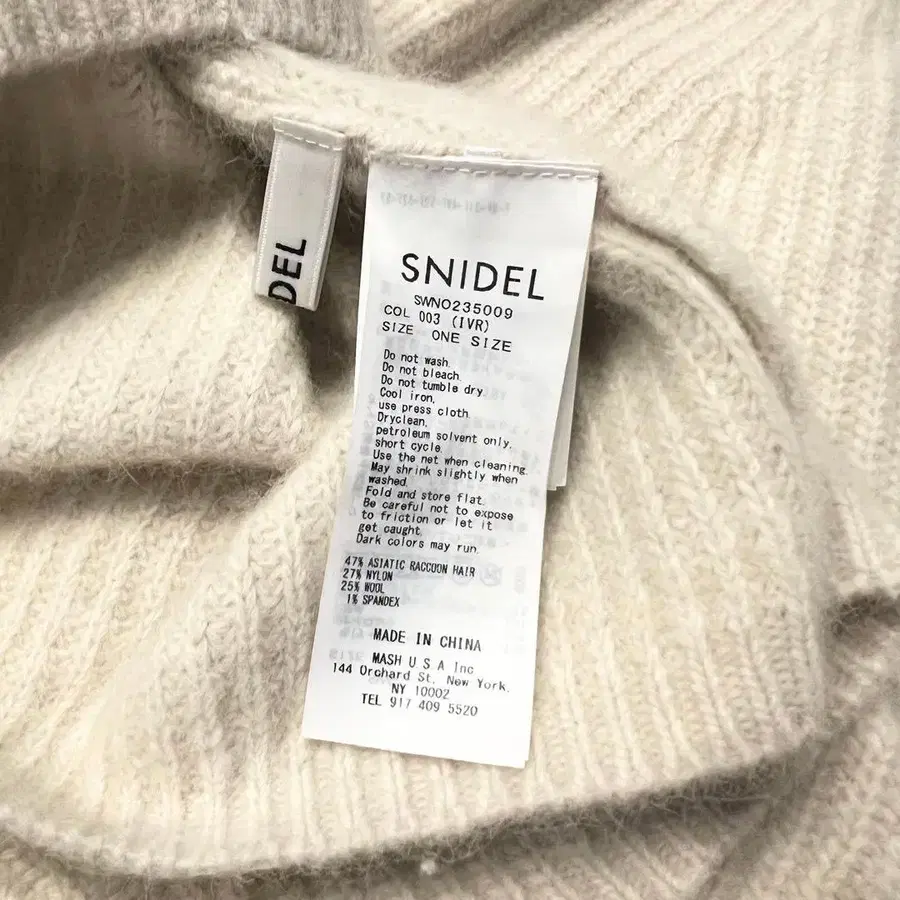 DEL
SNIDEL
SWNO235009
COL 003 (IVR)
SIZE ONE SIZE
Do not wash.
Do not bleach.
Do not tumble dry.
Cool iron,
use press cloth.
Dryclean,
petroleum solvent only,
short cycle.
Use the net when cleaning.
May shrink slightly when
washed.
Fold and store flat.
Be careful not to expose
to friction or let it
get caught.
Dark colors may run.
47% ASIATIC RACCOON HAIR
27% NYLON
25% WOOL
1% SPANDEX
MADE IN CHINA
MASH U S A Inc
144 Orchard St. New York,
NY 10002
TEL 917 409 5520